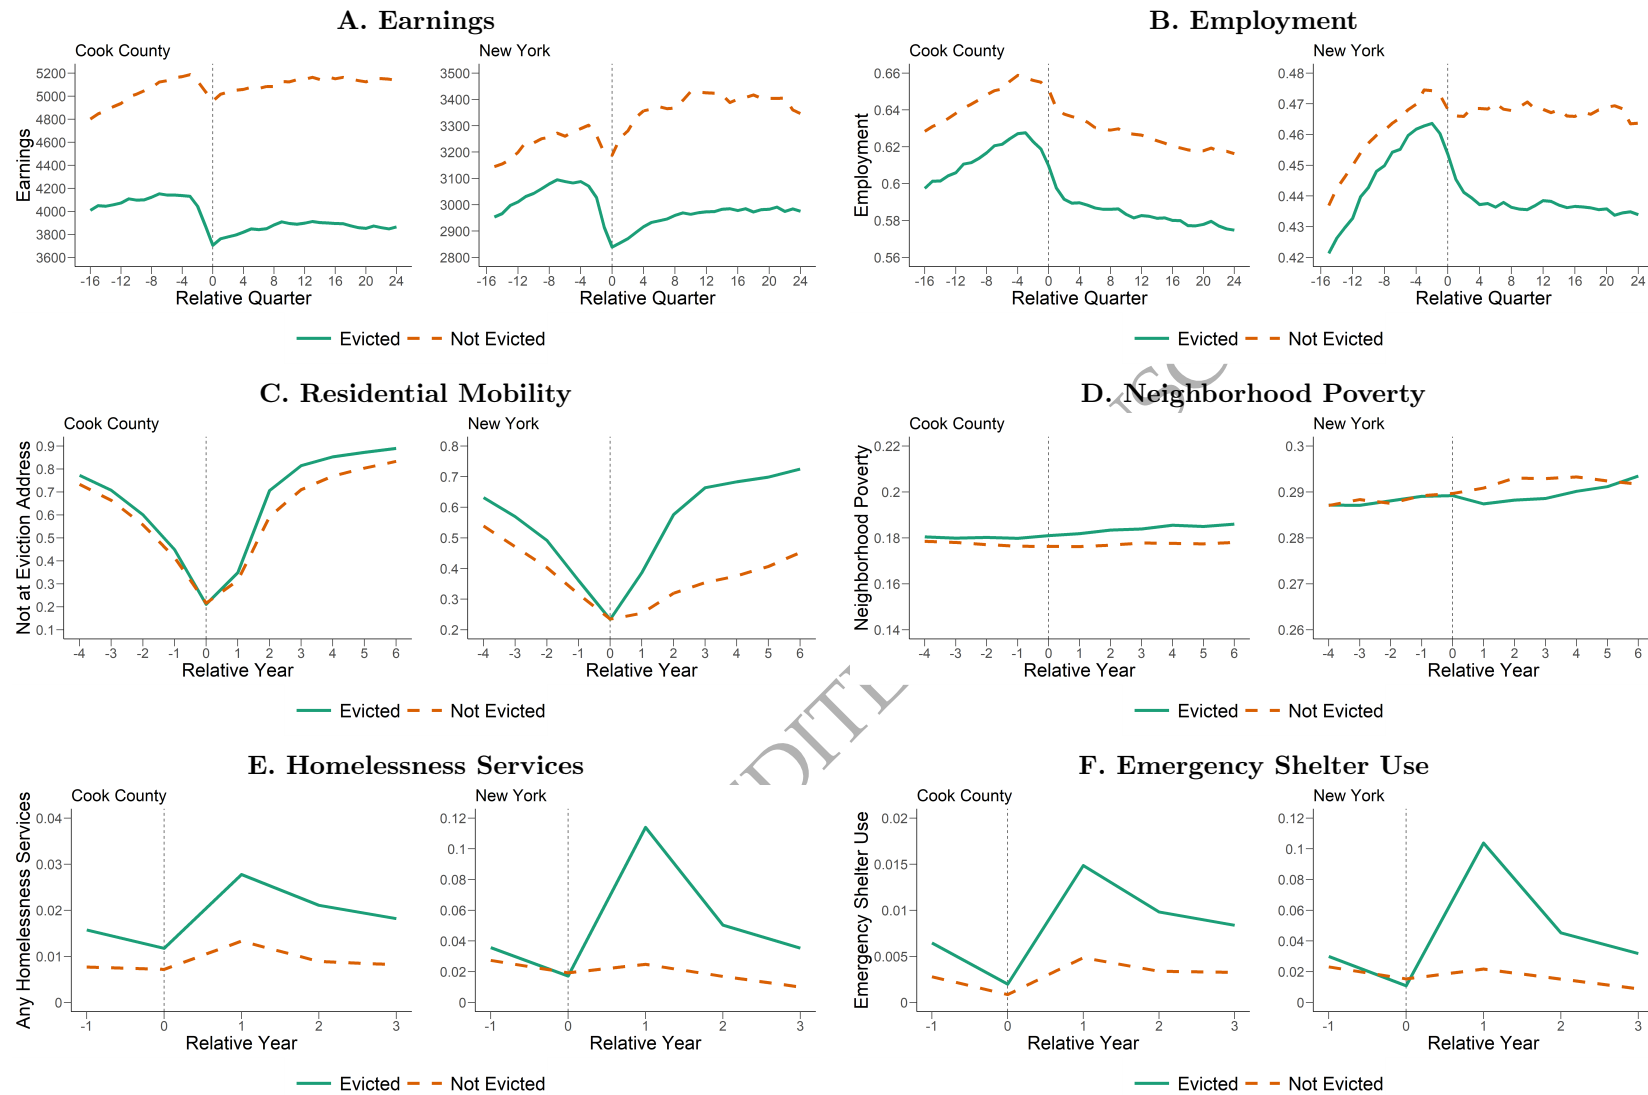 A. Earnings
B. Employment
Cook County
New York
Cook County
New York
Earnings
5200
5000
4800
4600
4400
4200
4000
3800
3600
-16 -12 -8 -4 0 4 8 12 16 20 24
Relative Quarter
3500
3400
3300
3200
3100
3000
2900
2800
-16 -12 -8 -4 0 4 8 12 16 20 24
Relative Quarter
Evicted Not Evicted
Employment
0.66
0.64
0.62
0.6
0.58
0.56
-16 -12 -8 -4 0 4 8 12 16 20 24
Relative Quarter
0.48
0.47
0.46
0.45
0.44
0.43
0.42
-16 -12 -8 -4 0 4 8 12 16 20 24
Relative Quarter
Evicted Not Evicted
C. Residential Mobility
D. Neighborhood Poverty
Cook County
New York
Cook County
New York
Not at Eviction Address
0.9
0.8
0.7
0.6
0.5
0.4
0.3
0.2
0.1
-4 -3 -2 -1 0 1 2 3 4 5 6
Relative Year
0.8
0.7
0.6
0.5
0.4
0.3
0.2
-4 -3 -2 -1 0 1 2 3 4 5 6
Relative Year
Evicted Not Evicted
Neighborhood Poverty
0.22
0.2
0.18
0.16
0.14
-4 -3 -2 -1 0 1 2 3 4 5 6
Relative Year
0.3
0.29
0.28
0.27
0.26
-4 -3 -2 -1 0 1 2 3 4 5 6
Relative Year
Evicted Not Evicted
E. Homelessness Services
F. Emergency Shelter Use
Cook County
New York
Cook County
New York
Any Homelessness Services
0.04
0.03
0.02
0.01
0
-1 0 1 2 3
Relative Year
0.12
0.1
0.08
0.06
0.04
0.02
0
-1 0 1 2 3
Relative Year
Evicted Not Evicted
Emergency Shelter Use
0.02
0.015
0.01
0.005
0
-1 0 1 2 3
Relative Year
0.12
0.1
0.08
0.06
0.04
0.02
0
-1 0 1 2 3
Relative Year
Evicted Not Evicted